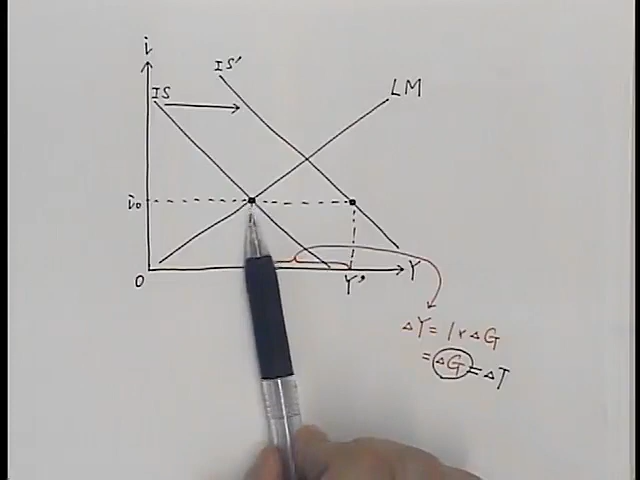 i
IS'
IS
LM
i₀
0
Y'
Y
ΔY = 1 x ΔG
= ΔG = ΔT